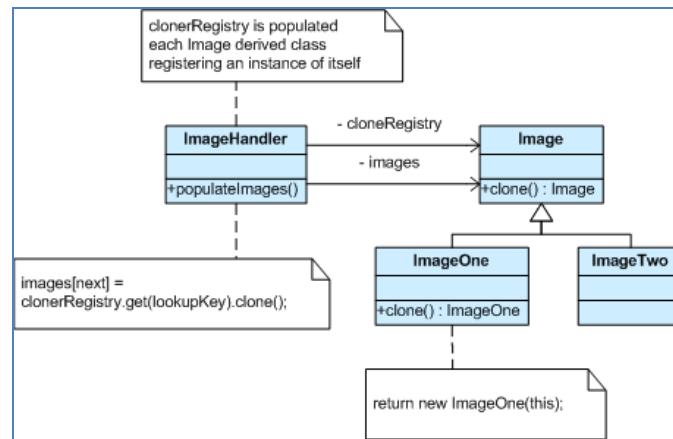 clonerRegistry is populated
each Image derived class
registering an instance of itself
ImageHandler
- cloneRegistry
Image
- images
+populateImages()
+clone() : Image
ImageOne
ImageTwo
images[next] =
clonerRegistry.get(lookupKey).clone();
+clone() : ImageOne
return new ImageOne(this);